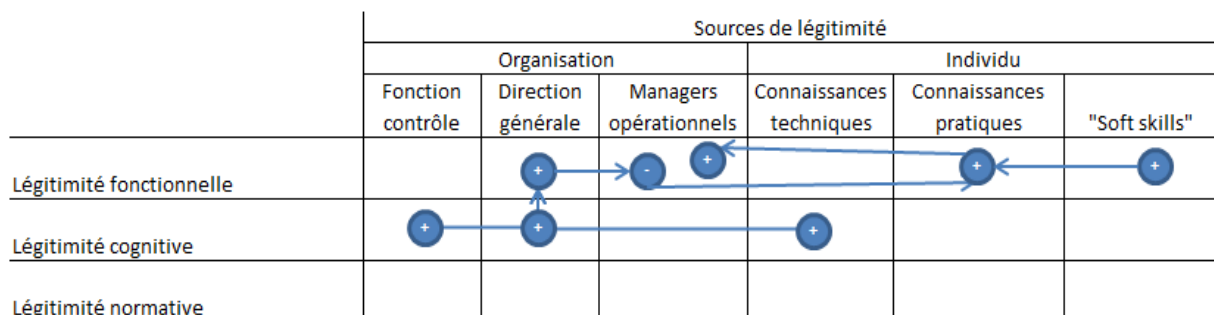 Sources de légitimité
Organisation Individu
Fonction Direction Managers Connaissances Connaissances
contrôle générale opérationnels techniques pratiques "Soft skills"
+ - + + +
Légitimité fonctionnelle
+ + +
Légitimité cognitive
Légitimité normative